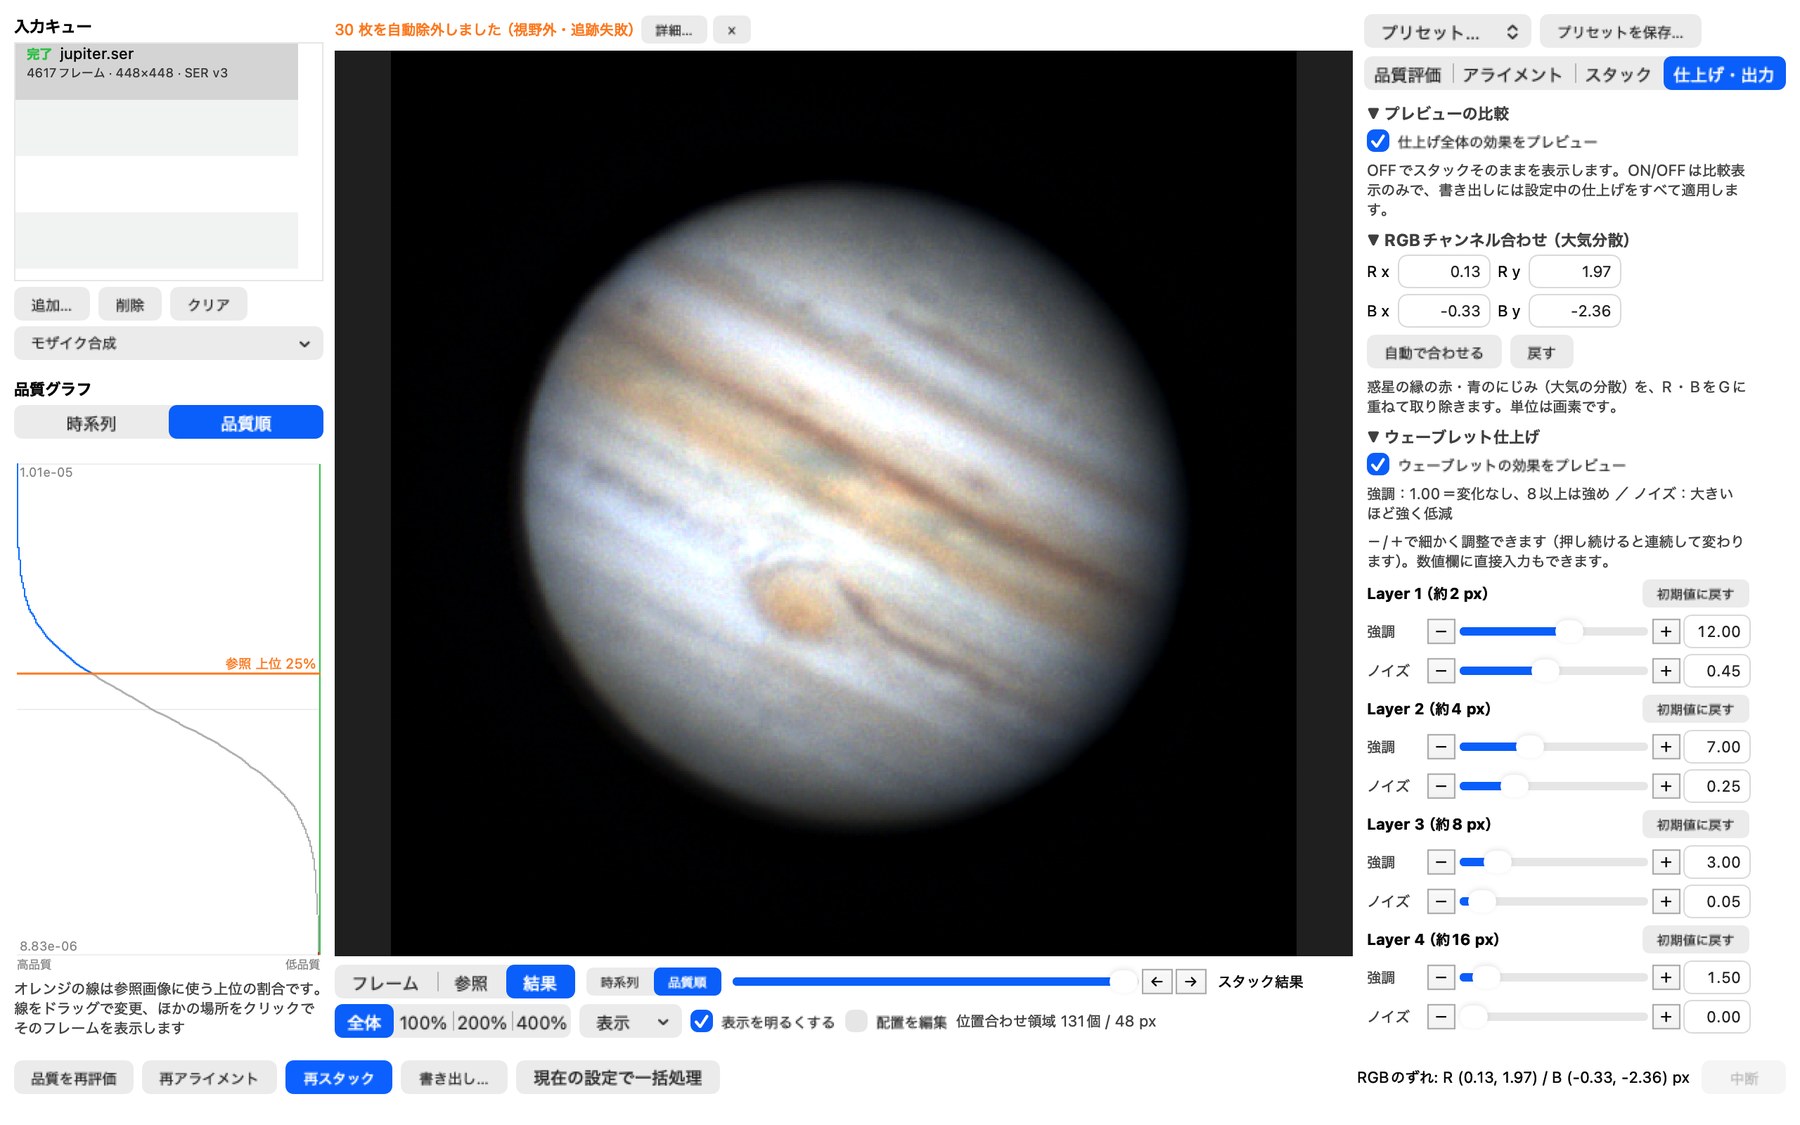 入力キュー
完了 jupiter.ser
4617フレーム · 448×448 · SER v3
追加...
削除
クリア
モザイク合成
品質グラフ
時系列
品質順
1.01e-05
参照 上位 25%
8.83e-06
高品質
低品質
オレンジの線は参照画像に使う上位の割合です。
線をドラッグで変更、ほかの場所をクリックで
そのフレームを表示します
30 枚を自動除外しました（視野外・追跡失敗）
詳細...
×
フレーム
参照
結果
時系列
品質順
←
→
スタック結果
全体
100%
200%
400%
表示
表示を明るくする
配置を編集
位置合わせ領域 131個 / 48 px
プリセット...
プリセットを保存...
品質評価
アライメント
スタック
仕上げ・出力
▼ プレビューの比較
仕上げ全体の効果をプレビュー
OFFでスタックそのままを表示します。ON/OFFは比較表
示のみで、書き出しには設定中の仕上げをすべて適用しま
す。
▼ RGBチャンネル合わせ（大気分散）
R x 0.13 R y 1.97
B x -0.33 B y -2.36
自動で合わせる
戻す
惑星の縁の赤・青のにじみ（大気の分散）を、R・BをGに
重ねて取り除きます。単位は画素です。
▼ ウェーブレット仕上げ
ウェーブレットの効果をプレビュー
強調：1.00＝変化なし、8以上は強め ／ ノイズ：大きい
ほど強く低減
－/＋で細かく調整できます（押し続けると連続して変わり
ます）。数値欄に直接入力もできます。
Layer 1 (約2 px) 初期値に戻す
強調 − + 12.00
ノイズ − + 0.45
Layer 2 (約4 px) 初期値に戻す
強調 − + 7.00
ノイズ − + 0.25
Layer 3 (約8 px) 初期値に戻す
強調 − + 3.00
ノイズ − + 0.05
Layer 4 (約16 px) 初期値に戻す
強調 − + 1.50
ノイズ − + 0.00
品質を再評価
再アライメント
再スタック
書き出し...
現在の設定で一括処理
RGBのずれ: R (0.13, 1.97) / B (-0.33, -2.36) px
中断